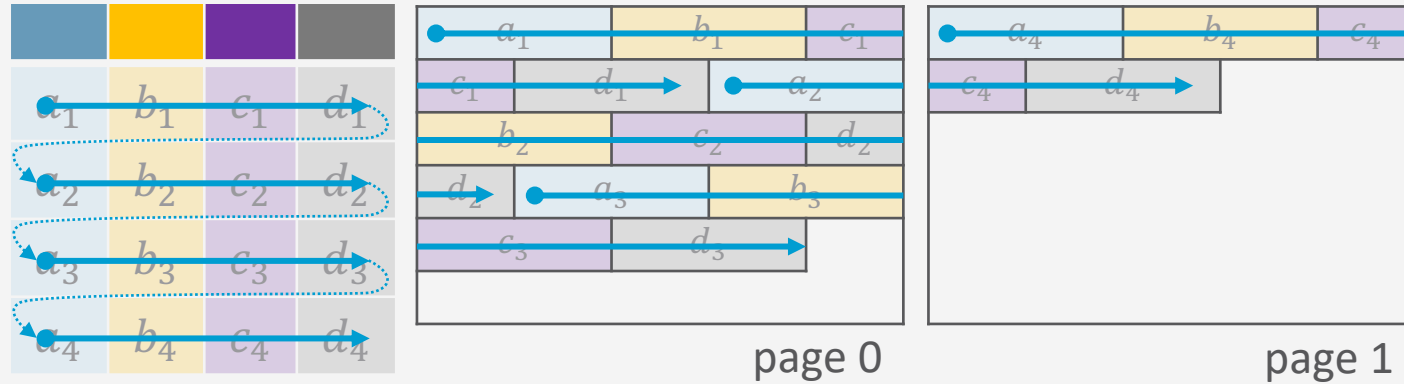 a₁ b₁ c₁ d₁
a₂ b₂ c₂ d₂
a₃ b₃ c₃ d₃
a₄ b₄ c₄ d₄
a₁ b₁ c₁
c₁ d₁ a₂
b₂ c₂ d₂
d₂ a₃ b₃
c₃ d₃
page 0
a₄ b₄ c₄
c₄ d₄
page 1